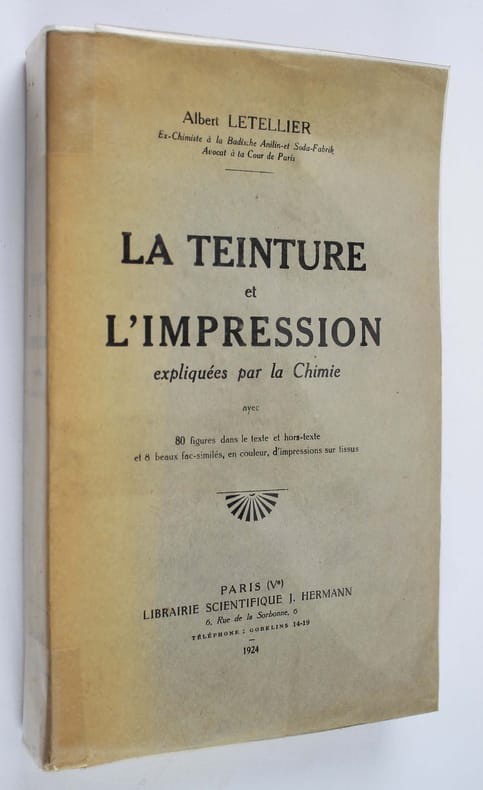 Albert LETELLIER
Ex-Chimiste à la Badische Anilin-et Soda-Fabrik
Avocat à la Cour de Paris
LA TEINTURE
et
L'IMPRESSION
expliquées par la Chimie
avec
80 figures dans le texte et hors-texte
et 8 beaux fac-similés, en couleur, d'impressions sur tissus
PARIS (Ve)
LIBRAIRIE SCIENTIFIQUE J. HERMANN
6, Rue de la Sorbonne, 6
TÉLÉPHONE : GOBELINS 14-19
1924